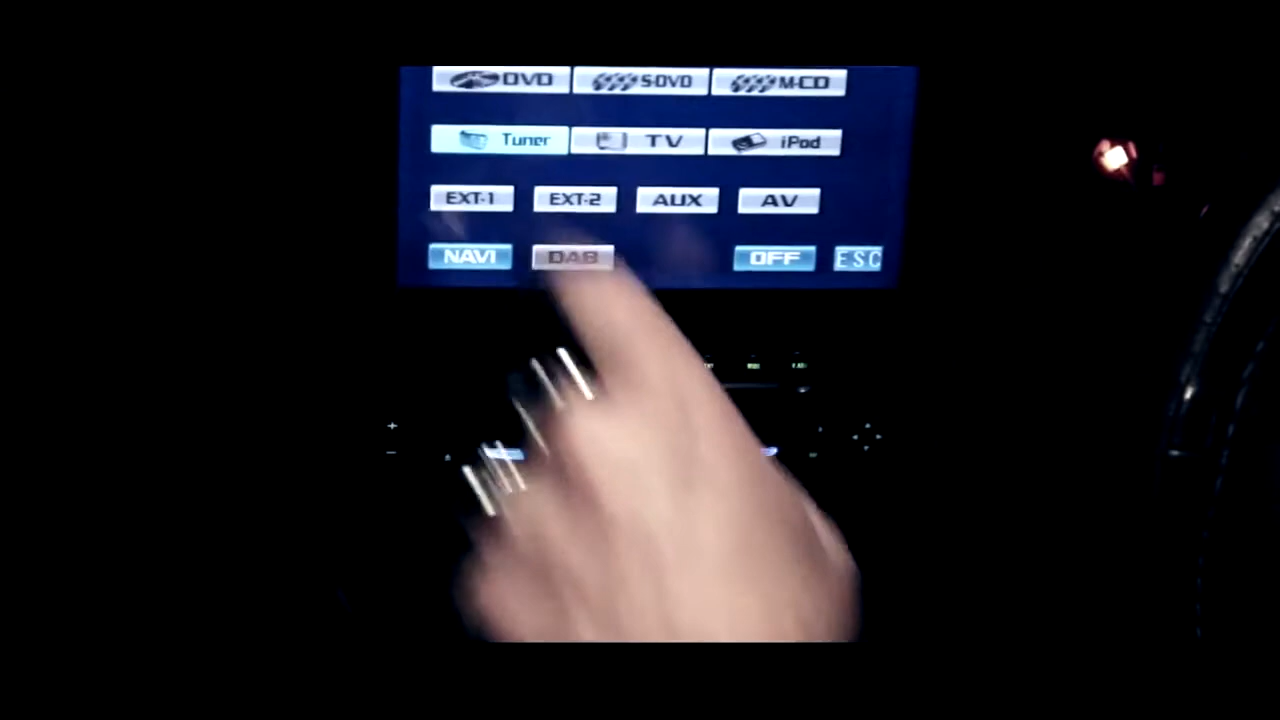 DVD S-DVD M-CD
Tuner TV iPod
EXT-1 EXT-2 AUX AV
NAVI DAB OFF ESC